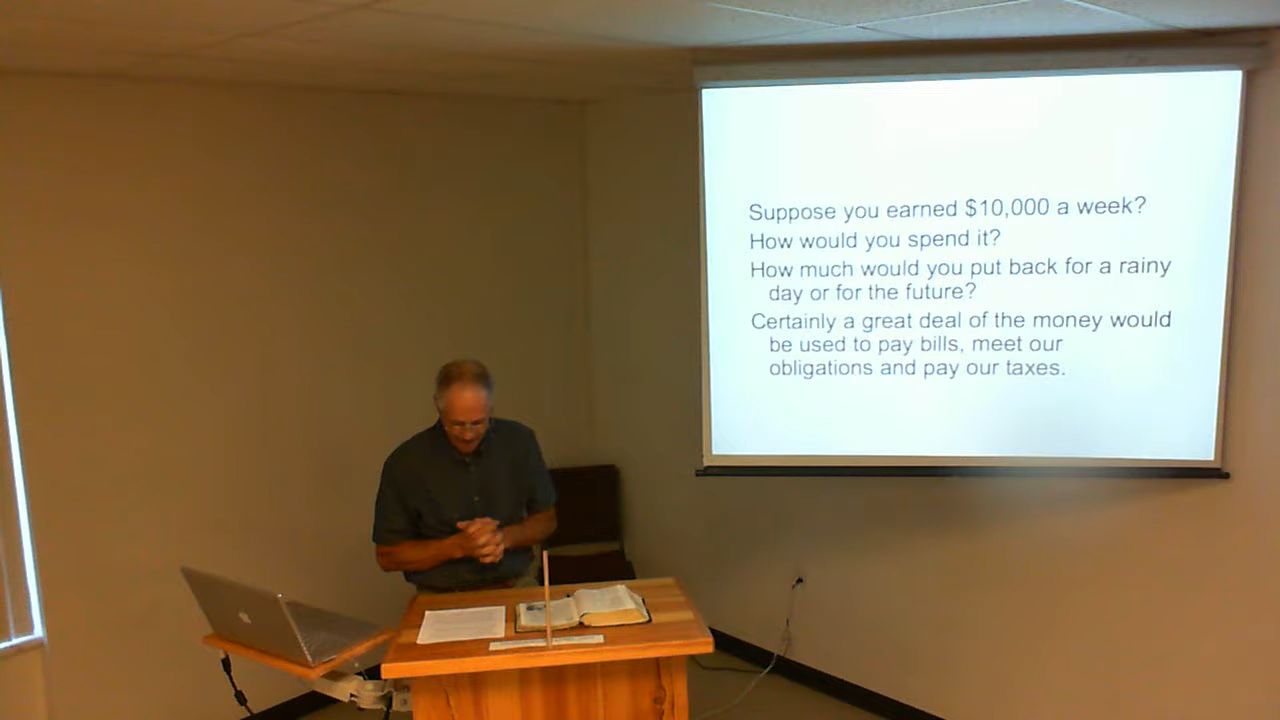 Suppose you earned $10,000 a week?
How would you spend it?
How much would you put back for a rainy
day or for the future?
Certainly a great deal of the money would
be used to pay bills, meet our
obligations and pay our taxes.